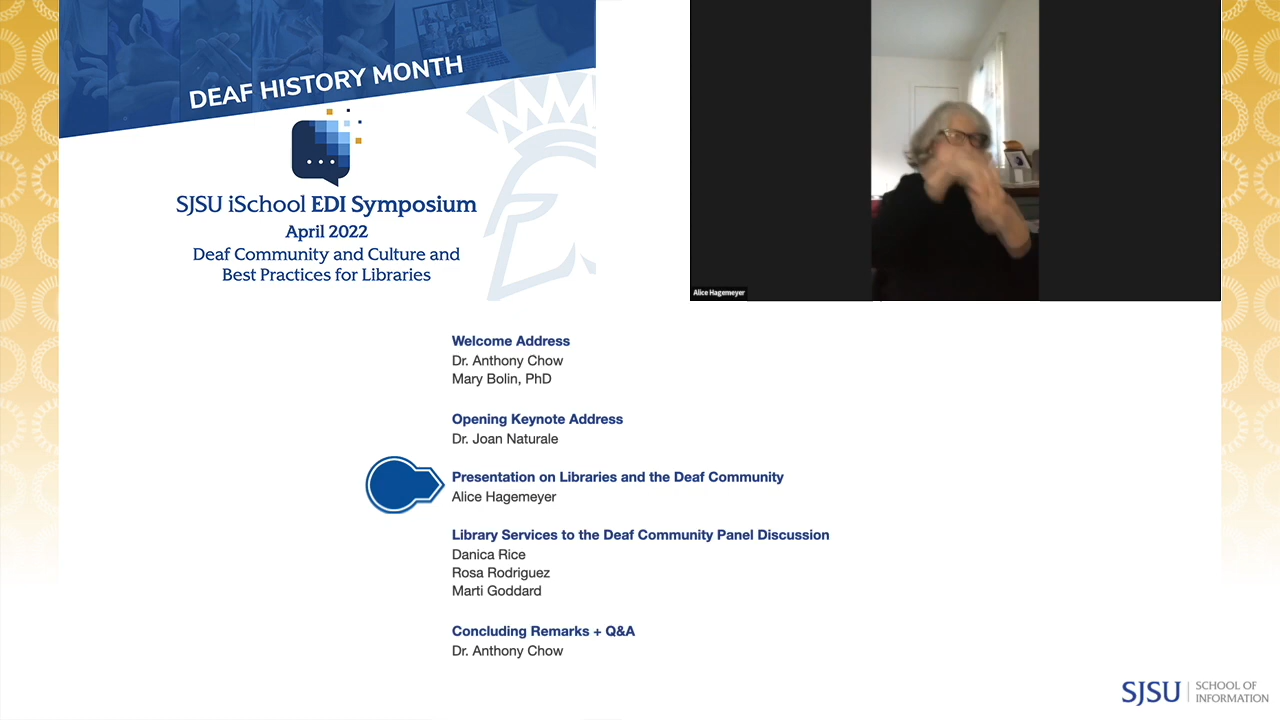 DEAF HISTORY MONTH
SJSU iSchool EDI Symposium
April 2022
Deaf Community and Culture and
Best Practices for Libraries
Alice Hagemeyer
Welcome Address
Dr. Anthony Chow
Mary Bolin, PhD
Opening Keynote Address
Dr. Joan Naturale
Presentation on Libraries and the Deaf Community
Alice Hagemeyer
Library Services to the Deaf Community Panel Discussion
Danica Rice
Rosa Rodriguez
Marti Goddard
Concluding Remarks + Q&A
Dr. Anthony Chow
SJSU SCHOOL OF
INFORMATION